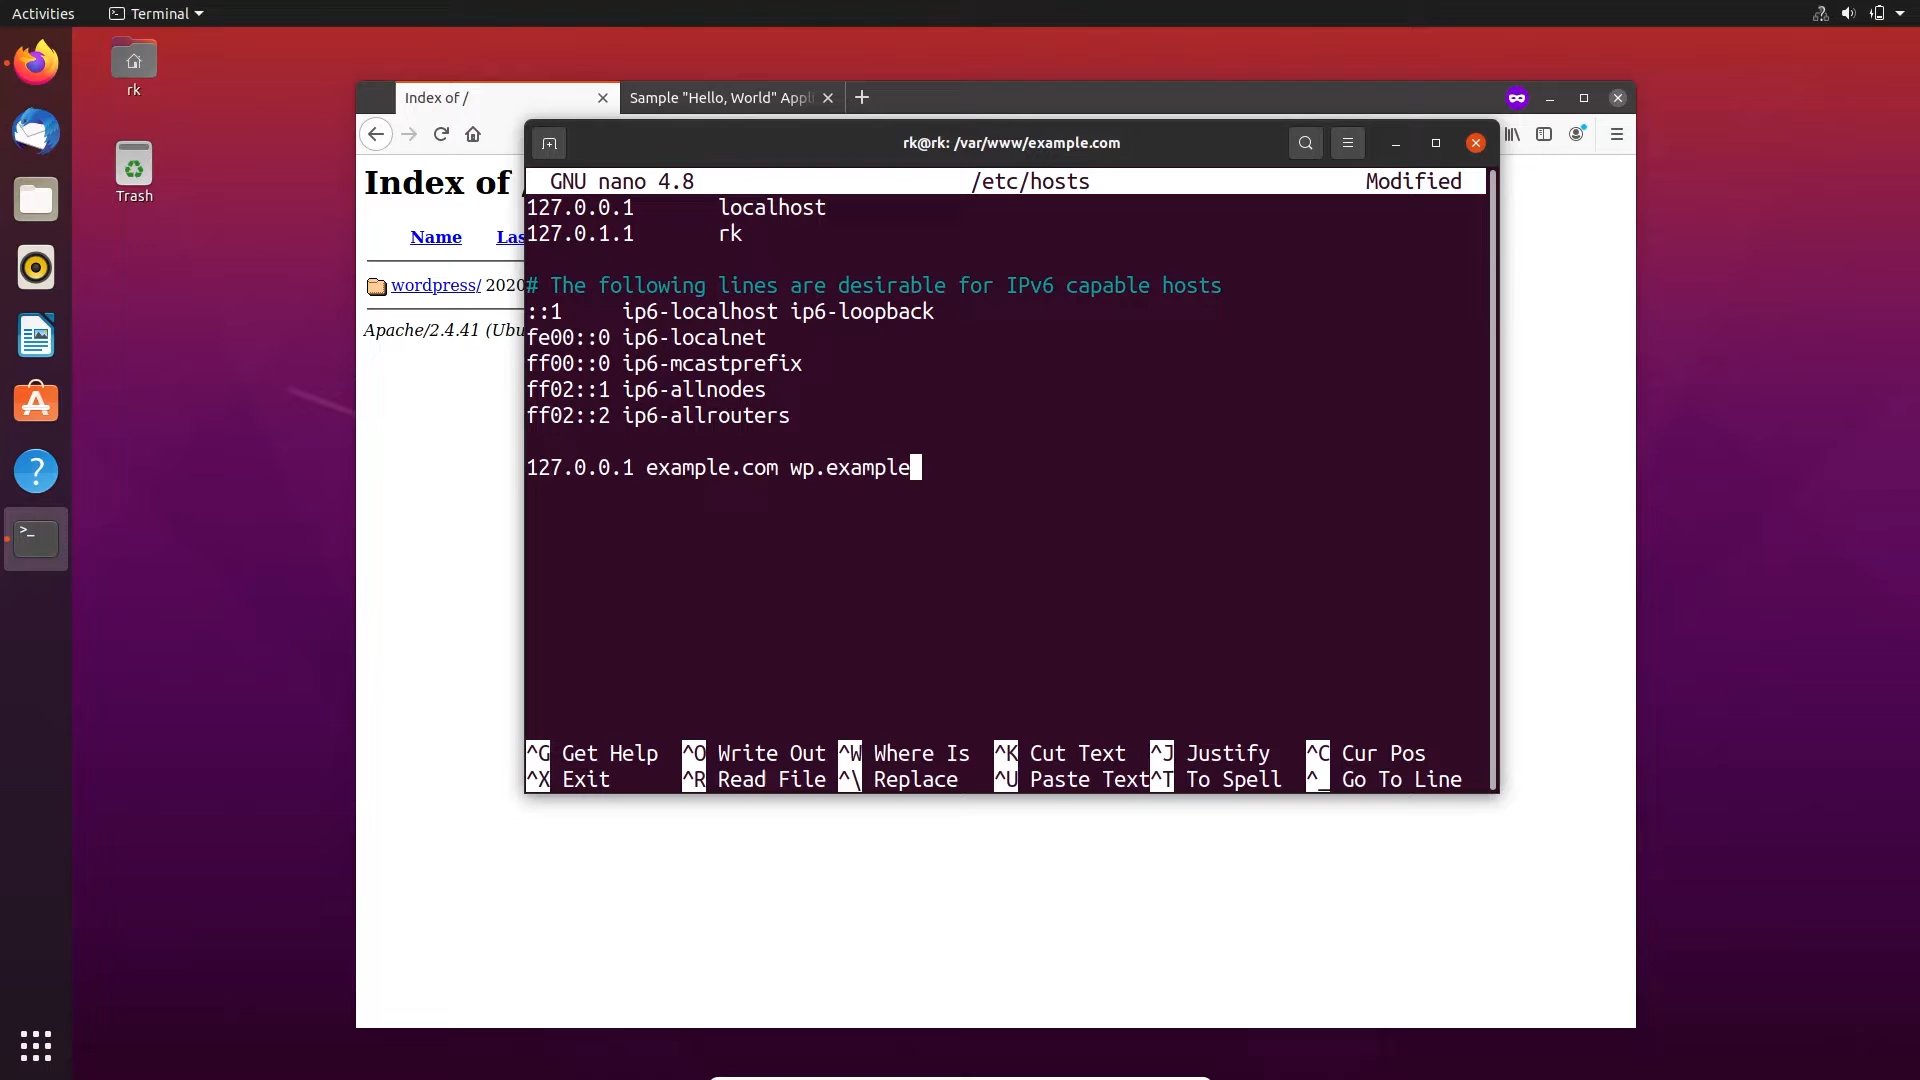 Activities
Terminal
rk
Trash
Index of /
Sample "Hello, World" Appli
Index of
Name Las
wordpress/ 2020
Apache/2.4.41 (Ubu
rk@rk: /var/www/example.com
GNU nano 4.8 /etc/hosts Modified
127.0.0.1 localhost
127.0.1.1 rk
# The following lines are desirable for IPv6 capable hosts
::1 ip6-localhost ip6-loopback
fe00::0 ip6-localnet
ff00::0 ip6-mcastprefix
ff02::1 ip6-allnodes
ff02::2 ip6-allrouters
127.0.0.1 example.com wp.example
^G Get Help ^O Write Out ^W Where Is ^K Cut Text ^J Justify ^C Cur Pos
^X Exit ^R Read File ^\ Replace ^U Paste Text ^T To Spell ^_ Go To Line